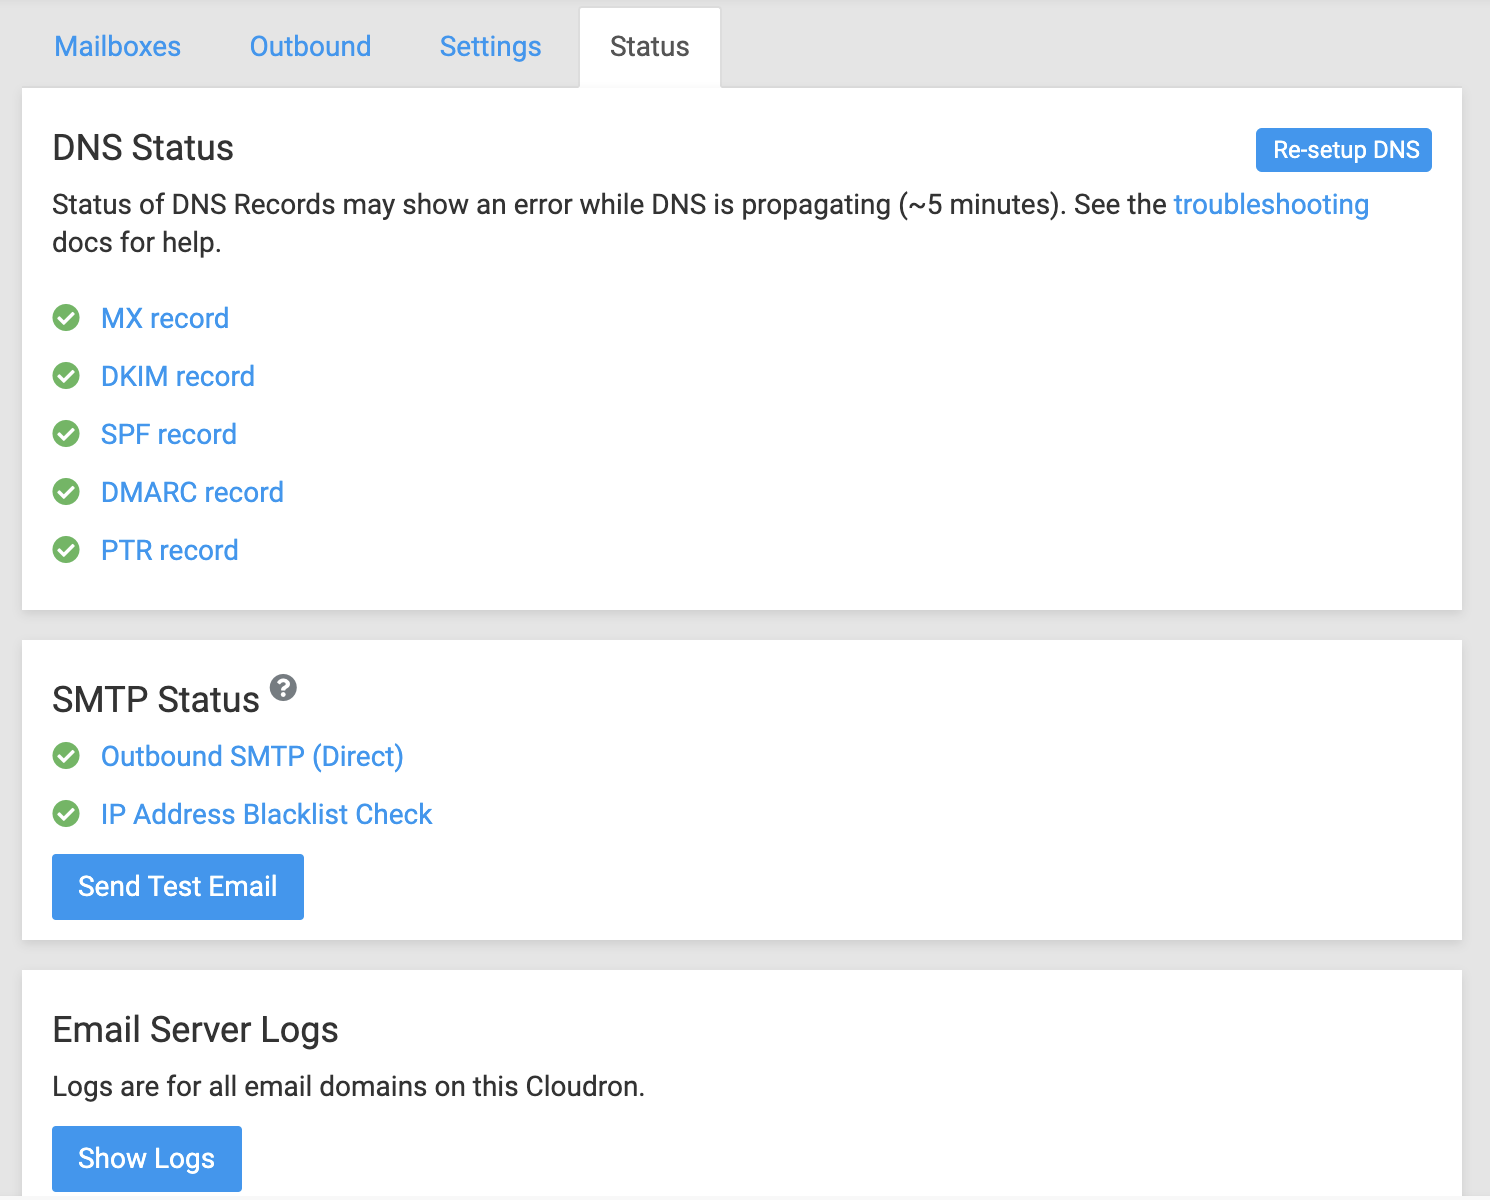 Mailboxes Outbound Settings Status
DNS Status
Re-setup DNS
Status of DNS Records may show an error while DNS is propagating (~5 minutes). See the troubleshooting
docs for help.
MX record
DKIM record
SPF record
DMARC record
PTR record
SMTP Status ?
Outbound SMTP (Direct)
IP Address Blacklist Check
Send Test Email
Email Server Logs
Logs are for all email domains on this Cloudron.
Show Logs